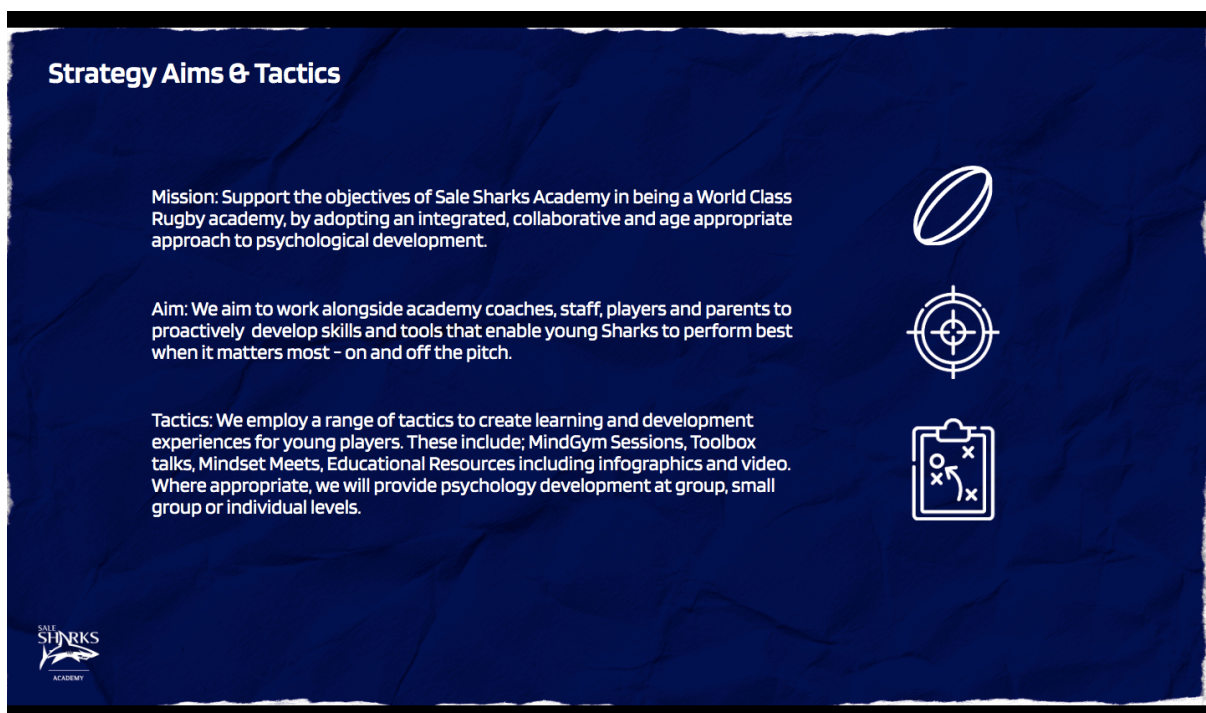 Strategy Aims & Tactics
Mission: Support the objectives of Sale Sharks Academy in being a World Class
Rugby academy, by adopting an integrated, collaborative and age appropriate
approach to psychological development.
Aim: We aim to work alongside academy coaches, staff, players and parents to
proactively develop skills and tools that enable young Sharks to perform best
when it matters most - on and off the pitch.
Tactics: We employ a range of tactics to create learning and development
experiences for young players. These include; MindGym Sessions, Toolbox
talks, Mindset Meets, Educational Resources including infographics and video.
Where appropriate, we will provide psychology development at group, small
group or individual levels.
SALE
SHARKS
ACADEMY